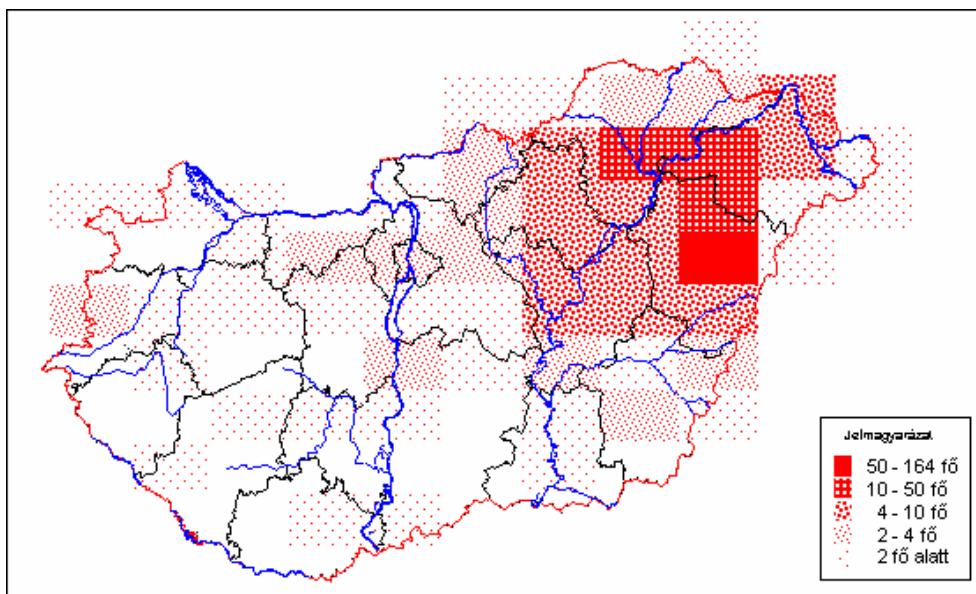 Jelmagyarázat
50 - 164 fő
10 - 50 fő
4 - 10 fő
2 - 4 fő
2 fő alatt